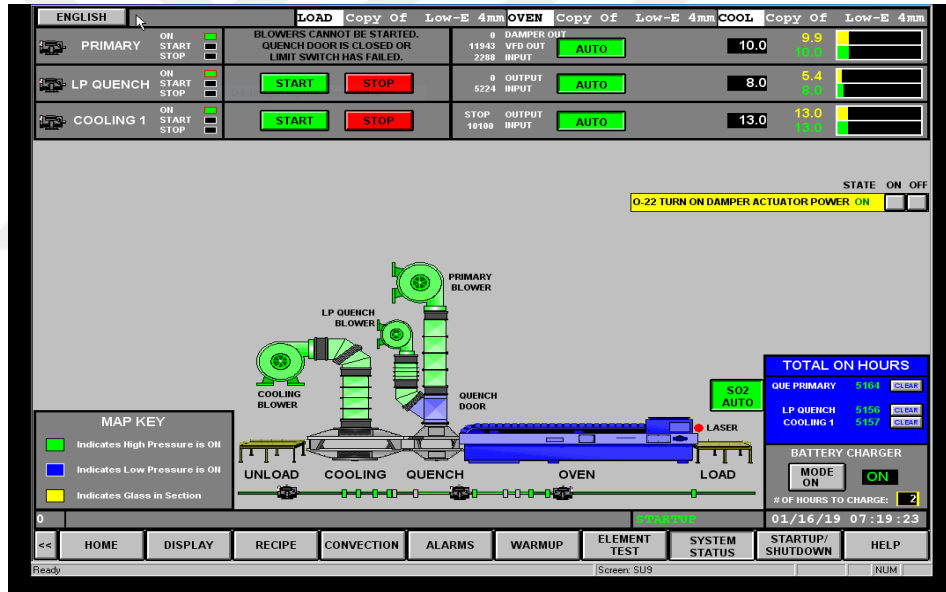 ENGLISH LOAD Copy Of Low-E 4mm OVEN Copy Of Low-E 4mm COOL Copy Of Low-E 4mm
PRIMARY
ON
START
STOP
BLOWERS CANNOT BE STARTED.
QUENCH DOOR IS CLOSED OR
LIMIT SWITCH HAS FAILED.
0 DAMPER OUT
11943 VFD OUT
2288 INPUT
AUTO
10.0
9.9
10.0
LP QUENCH
ON
START
STOP
START STOP
0 OUTPUT
5224 INPUT
AUTO
8.0
5.4
8.0
COOLING 1
ON
START
STOP
START STOP
STOP OUTPUT
10100 INPUT
AUTO
13.0
13.0
13.0
STATE ON OFF
O-22 TURN ON DAMPER ACTUATOR POWER ON
PRIMARY
BLOWER
LP QUENCH
BLOWER
COOLING
BLOWER
QUENCH
DOOR
SO2
AUTO
LASER
UNLOAD COOLING QUENCH OVEN LOAD
MAP KEY
Indicates High Pressure is ON
Indicates Low Pressure is ON
Indicates Glass in Section
TOTAL ON HOURS
QUE PRIMARY 5164 CLEAR
LP QUENCH 5156 CLEAR
COOLING 1 5157 CLEAR
BATTERY CHARGER
MODE
ON
ON
# OF HOURS TO CHARGE: 2
0 STARTUP 01/16/19 07:19:23
<< HOME DISPLAY RECIPE CONVECTION ALARMS WARMUP ELEMENT TEST SYSTEM STATUS STARTUP/ SHUTDOWN HELP
Ready Screen: SU9 NUM